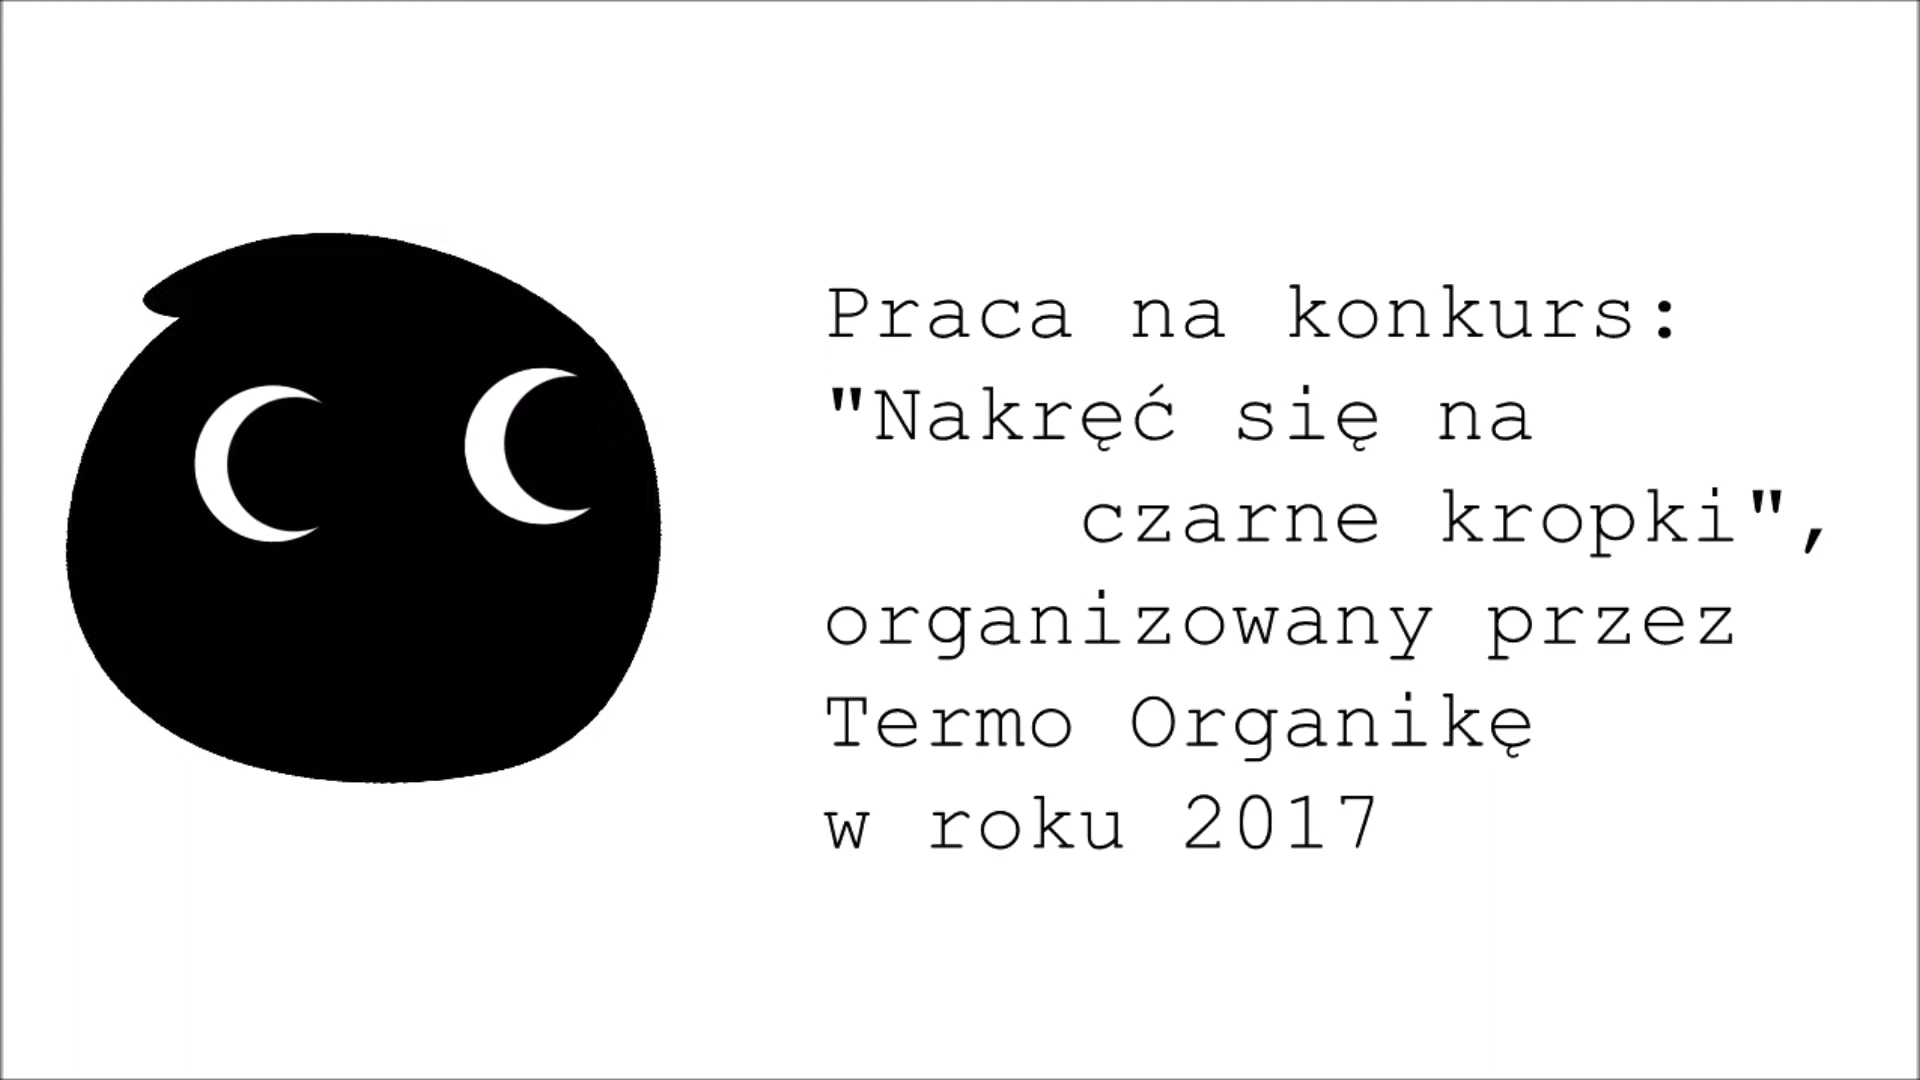 Praca na konkurs:
"Nakręć się na
czarne kropki",
organizowany przez
Termo Organikę
w roku 2017